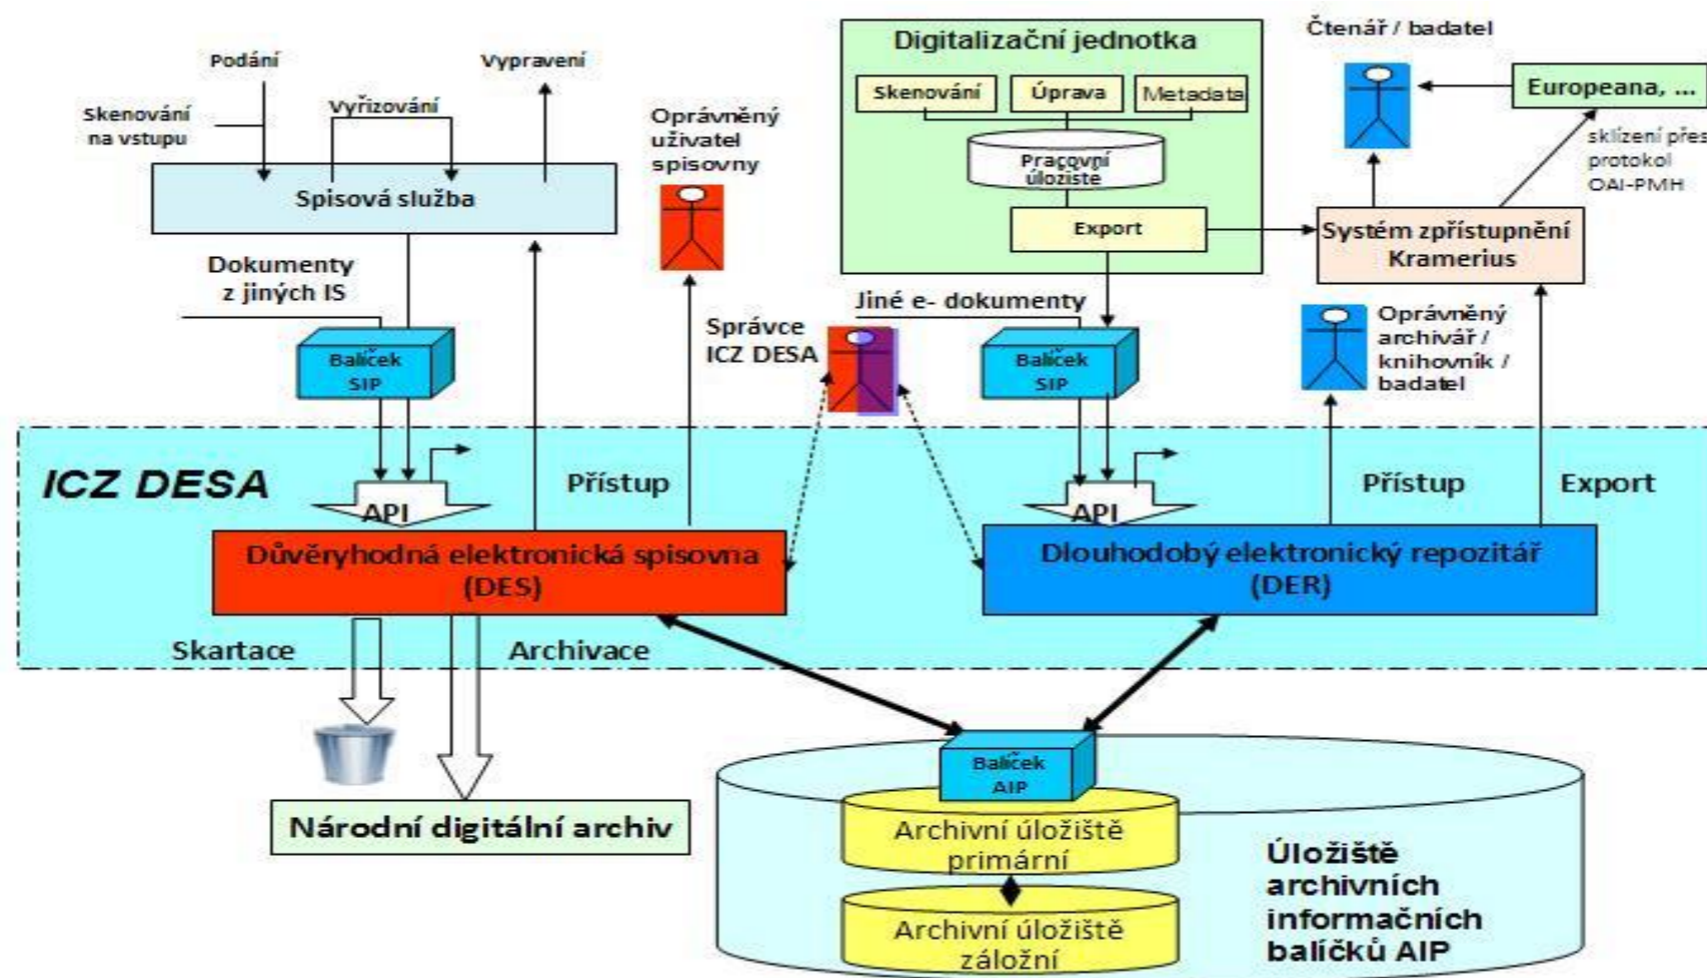 Podání
Vypravení
Skenování
na vstupu
Vyřizování
Spisová služba
Oprávněný
uživatel
spisovny
Digitalizační jednotka
Skenování
Úprava
Metadata
Pracovní
úložiště
Export
Čtenář / badatel
Europeana, ...
sklízení přes
protokol
OAI-PMH
Systém zpřístupnění
Kramerius
Dokumenty
z jiných IS
Balíček
SIP
Správce
ICZ DESA
Jiné e- dokumenty
Balíček
SIP
Oprávněný
archivář /
knihovník /
badatel
ICZ DESA
API
Přístup
API
Přístup
Export
Důvěryhodná elektronická spisovna
(DES)
Dlouhodobý elektronický repozitář
(DER)
Skartace
Archivace
Národní digitální archiv
Balíček
AIP
Archivní úložiště
primární
Archivní úložiště
záložní
Úložiště
archivních
informačních
balíčků AIP